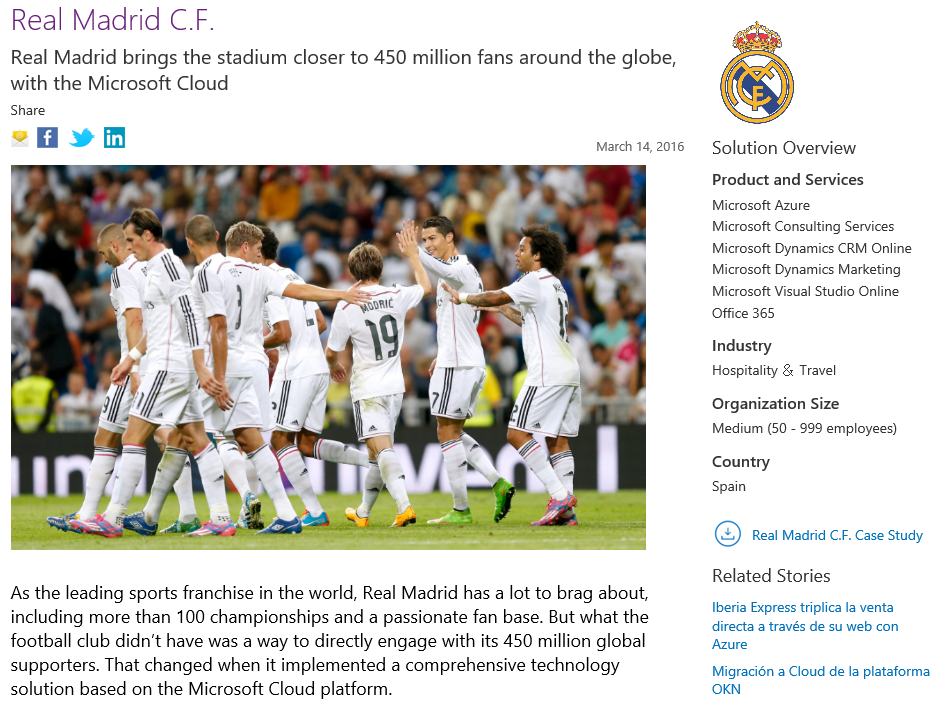 Real Madrid C.F.
Real Madrid brings the stadium closer to 450 million fans around the globe,
with the Microsoft Cloud
Share
March 14, 2016
MODRIĆ
19
3
7
As the leading sports franchise in the world, Real Madrid has a lot to brag about,
including more than 100 championships and a passionate fan base. But what the
football club didn’t have was a way to directly engage with its 450 million global
supporters. That changed when it implemented a comprehensive technology
solution based on the Microsoft Cloud platform.
Solution Overview
Product and Services
Microsoft Azure
Microsoft Consulting Services
Microsoft Dynamics CRM Online
Microsoft Dynamics Marketing
Microsoft Visual Studio Online
Office 365
Industry
Hospitality & Travel
Organization Size
Medium (50 - 999 employees)
Country
Spain
Real Madrid C.F. Case Study
Related Stories
Iberia Express triplica la venta
directa a través de su web con
Azure
Migración a Cloud de la plataforma
OKN